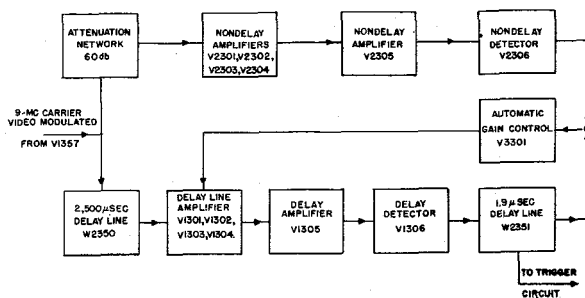 ATTENUATION
NETWORK
60db
NONDELAY
AMPLIFIERS
V2301,V2302,
V2303,V2304
NONDELAY
AMPLIFIER
V2305
NONDELAY
DETECTOR
V2306
9-MC CARRIER
VIDEO MODULATED
FROM V1357
AUTOMATIC
GAIN CONTROL
V3301
2,500µSEC
DELAY LINE
W2350
DELAY LINE
AMPLIFIER
V1301,V1302,
V1303,V1304.
DELAY
AMPLIFIER
V1305
DELAY
DETECTOR
V1306
1.9µSEC
DELAY LINE
W2351
TO TRIGGER
CIRCUIT